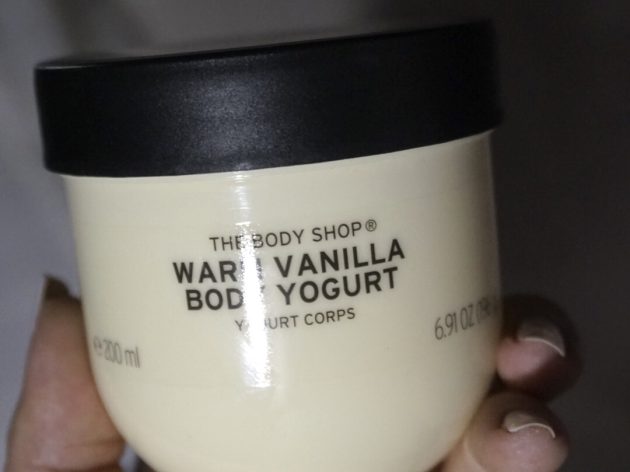 THE BODY SHOP®
WARM VANILLA
BODY YOGURT
YOGURT CORPS
e 200 ml
6.91 OZ